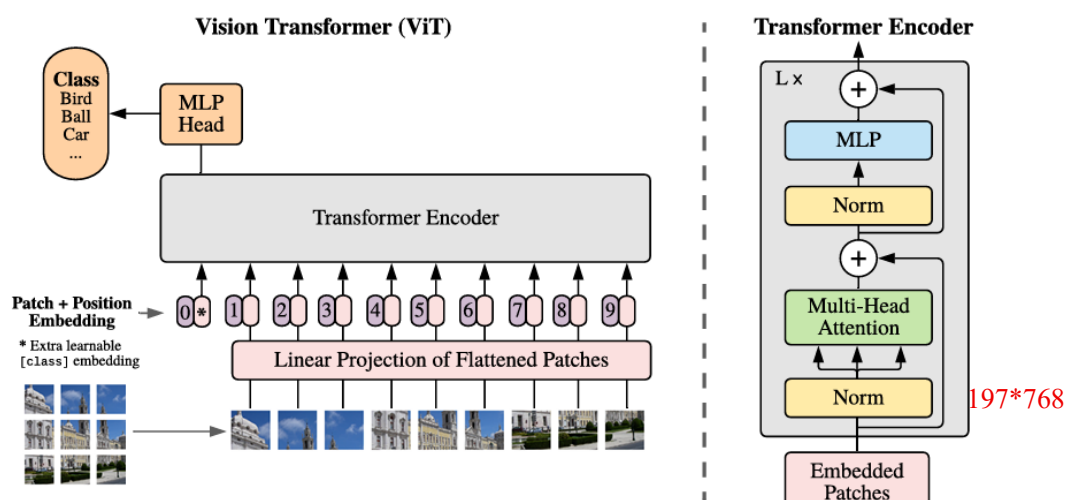 Vision Transformer (ViT)
Class
Bird
Ball
Car
...
MLP
Head
Transformer Encoder
Patch + Position
Embedding
0 * 1 2 3 4 5 6 7 8 9
* Extra learnable
[class] embedding
Linear Projection of Flattened Patches
Transformer Encoder
L ×
+
MLP
Norm
+
Multi-Head
Attention
Norm
197*768
Embedded
Patches